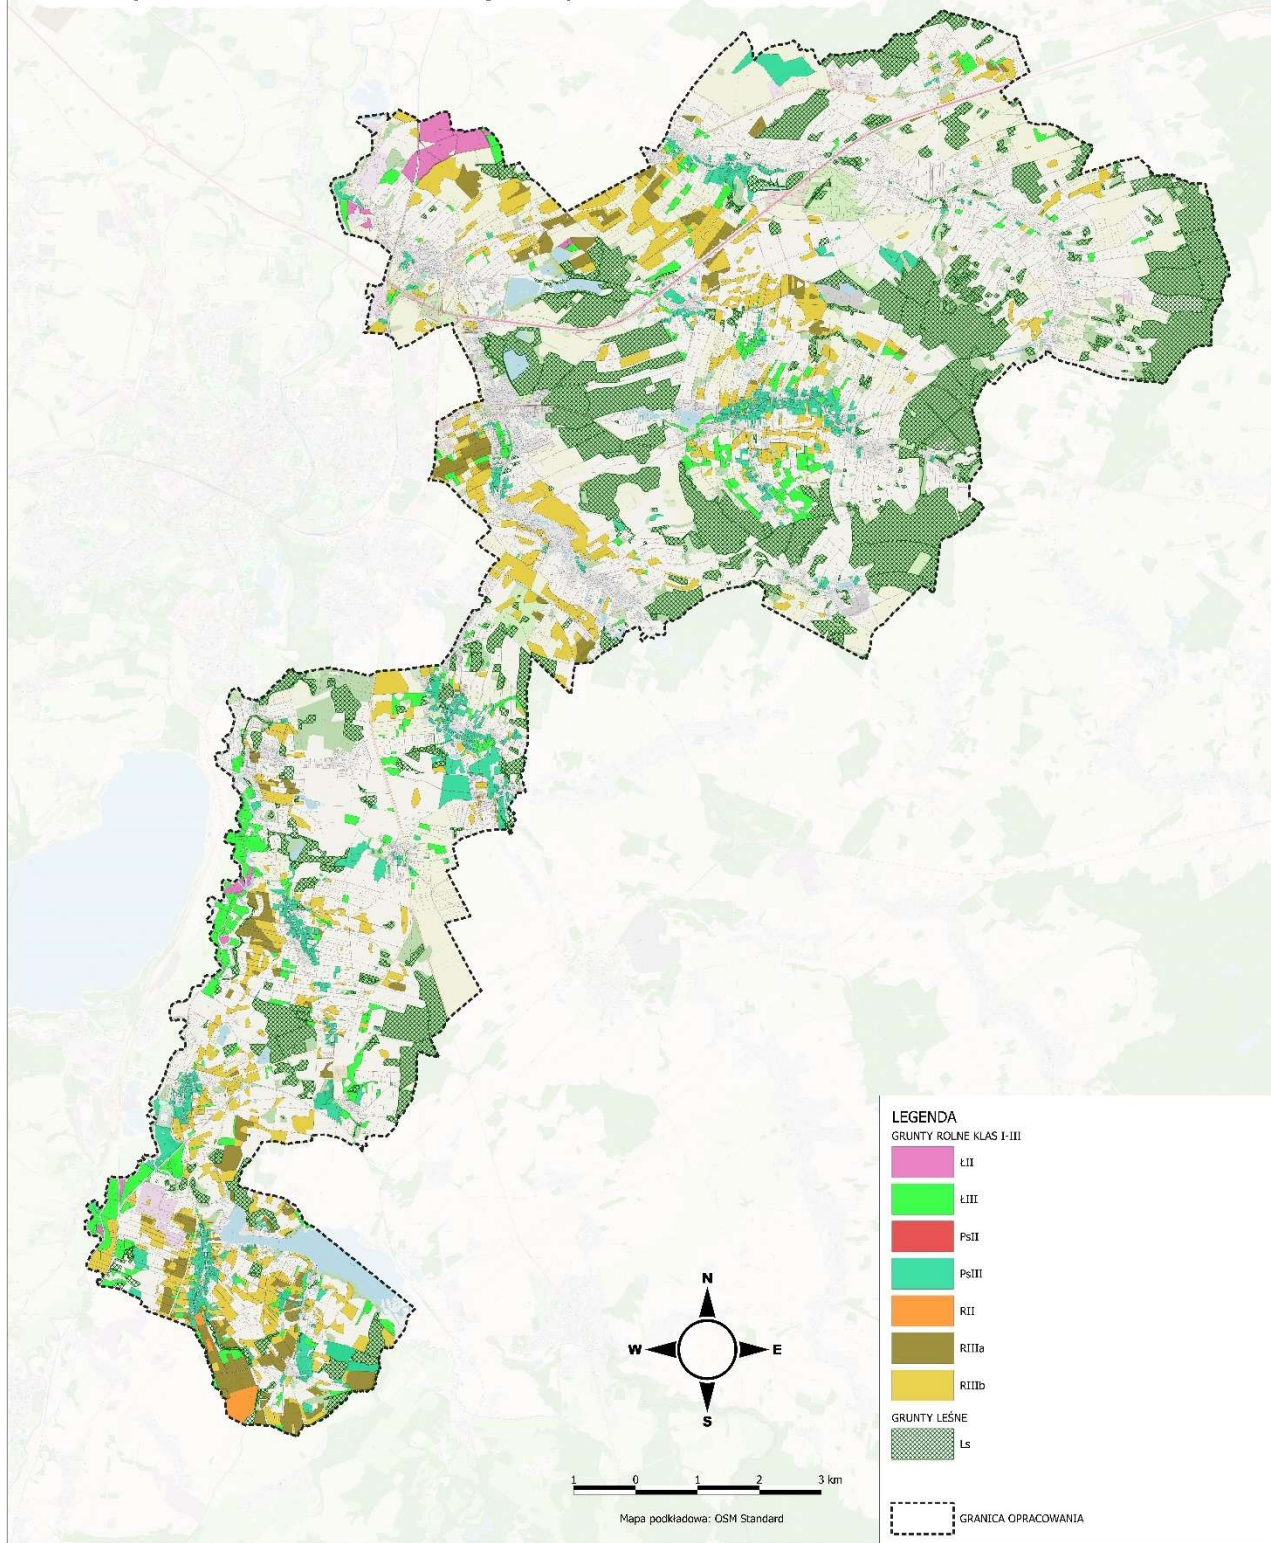 LEGENDA
GRUNTY ROLNE KLAS I-III
ŁII
ŁIII
PsII
PsIII
RII
RIIIa
RIIIb
GRUNTY LEŚNE
Ls
GRANICA OPRACOWANIA
N
W E
S
1 0 1 2 3 km
Mapa podkładowa: OSM Standard